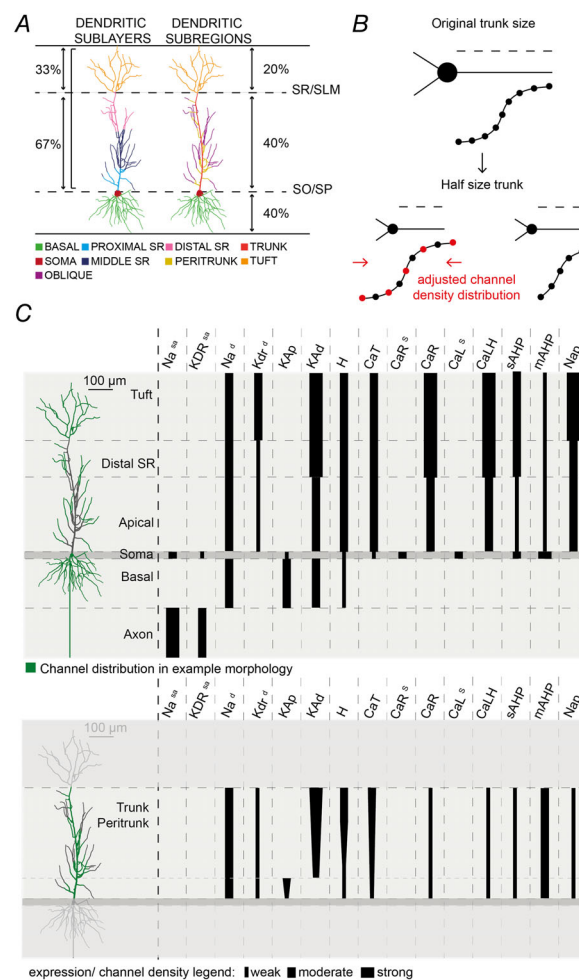 A
DENDRITIC SUBLAYERS
DENDRITIC SUBREGIONS
33%
20%
SR/SLM
67%
40%
SO/SP
40%
BASAL PROXIMAL SR DISTAL SR TRUNK
SOMA MIDDLE SR PERITRUNK TUFT
OBLIQUE
B
Original trunk size
Half size trunk
adjusted channel
density distribution
C
Na sa KDR sa Na d Kdr d KAp KAd H CaT CaR S CaR CaL S CaLH sAHP mAHP Nap
100 µm
Tuft
Distal SR
Apical
Soma
Basal
Axon
Channel distribution in example morphology
Na sa KDR sa Na d Kdr d KAp KAd H CaT CaR S CaR CaL S CaLH sAHP mAHP Nap
100 µm
Trunk
Peritrunk
expression/ channel density legend: weak moderate strong